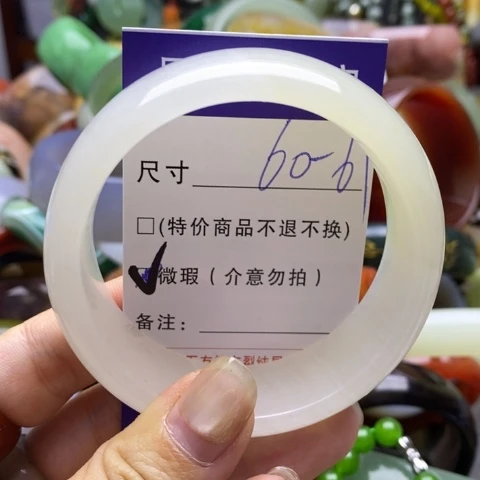 尺寸 60-61
□(特价商品不退不换)
☑微瑕(介意勿拍)
备注: